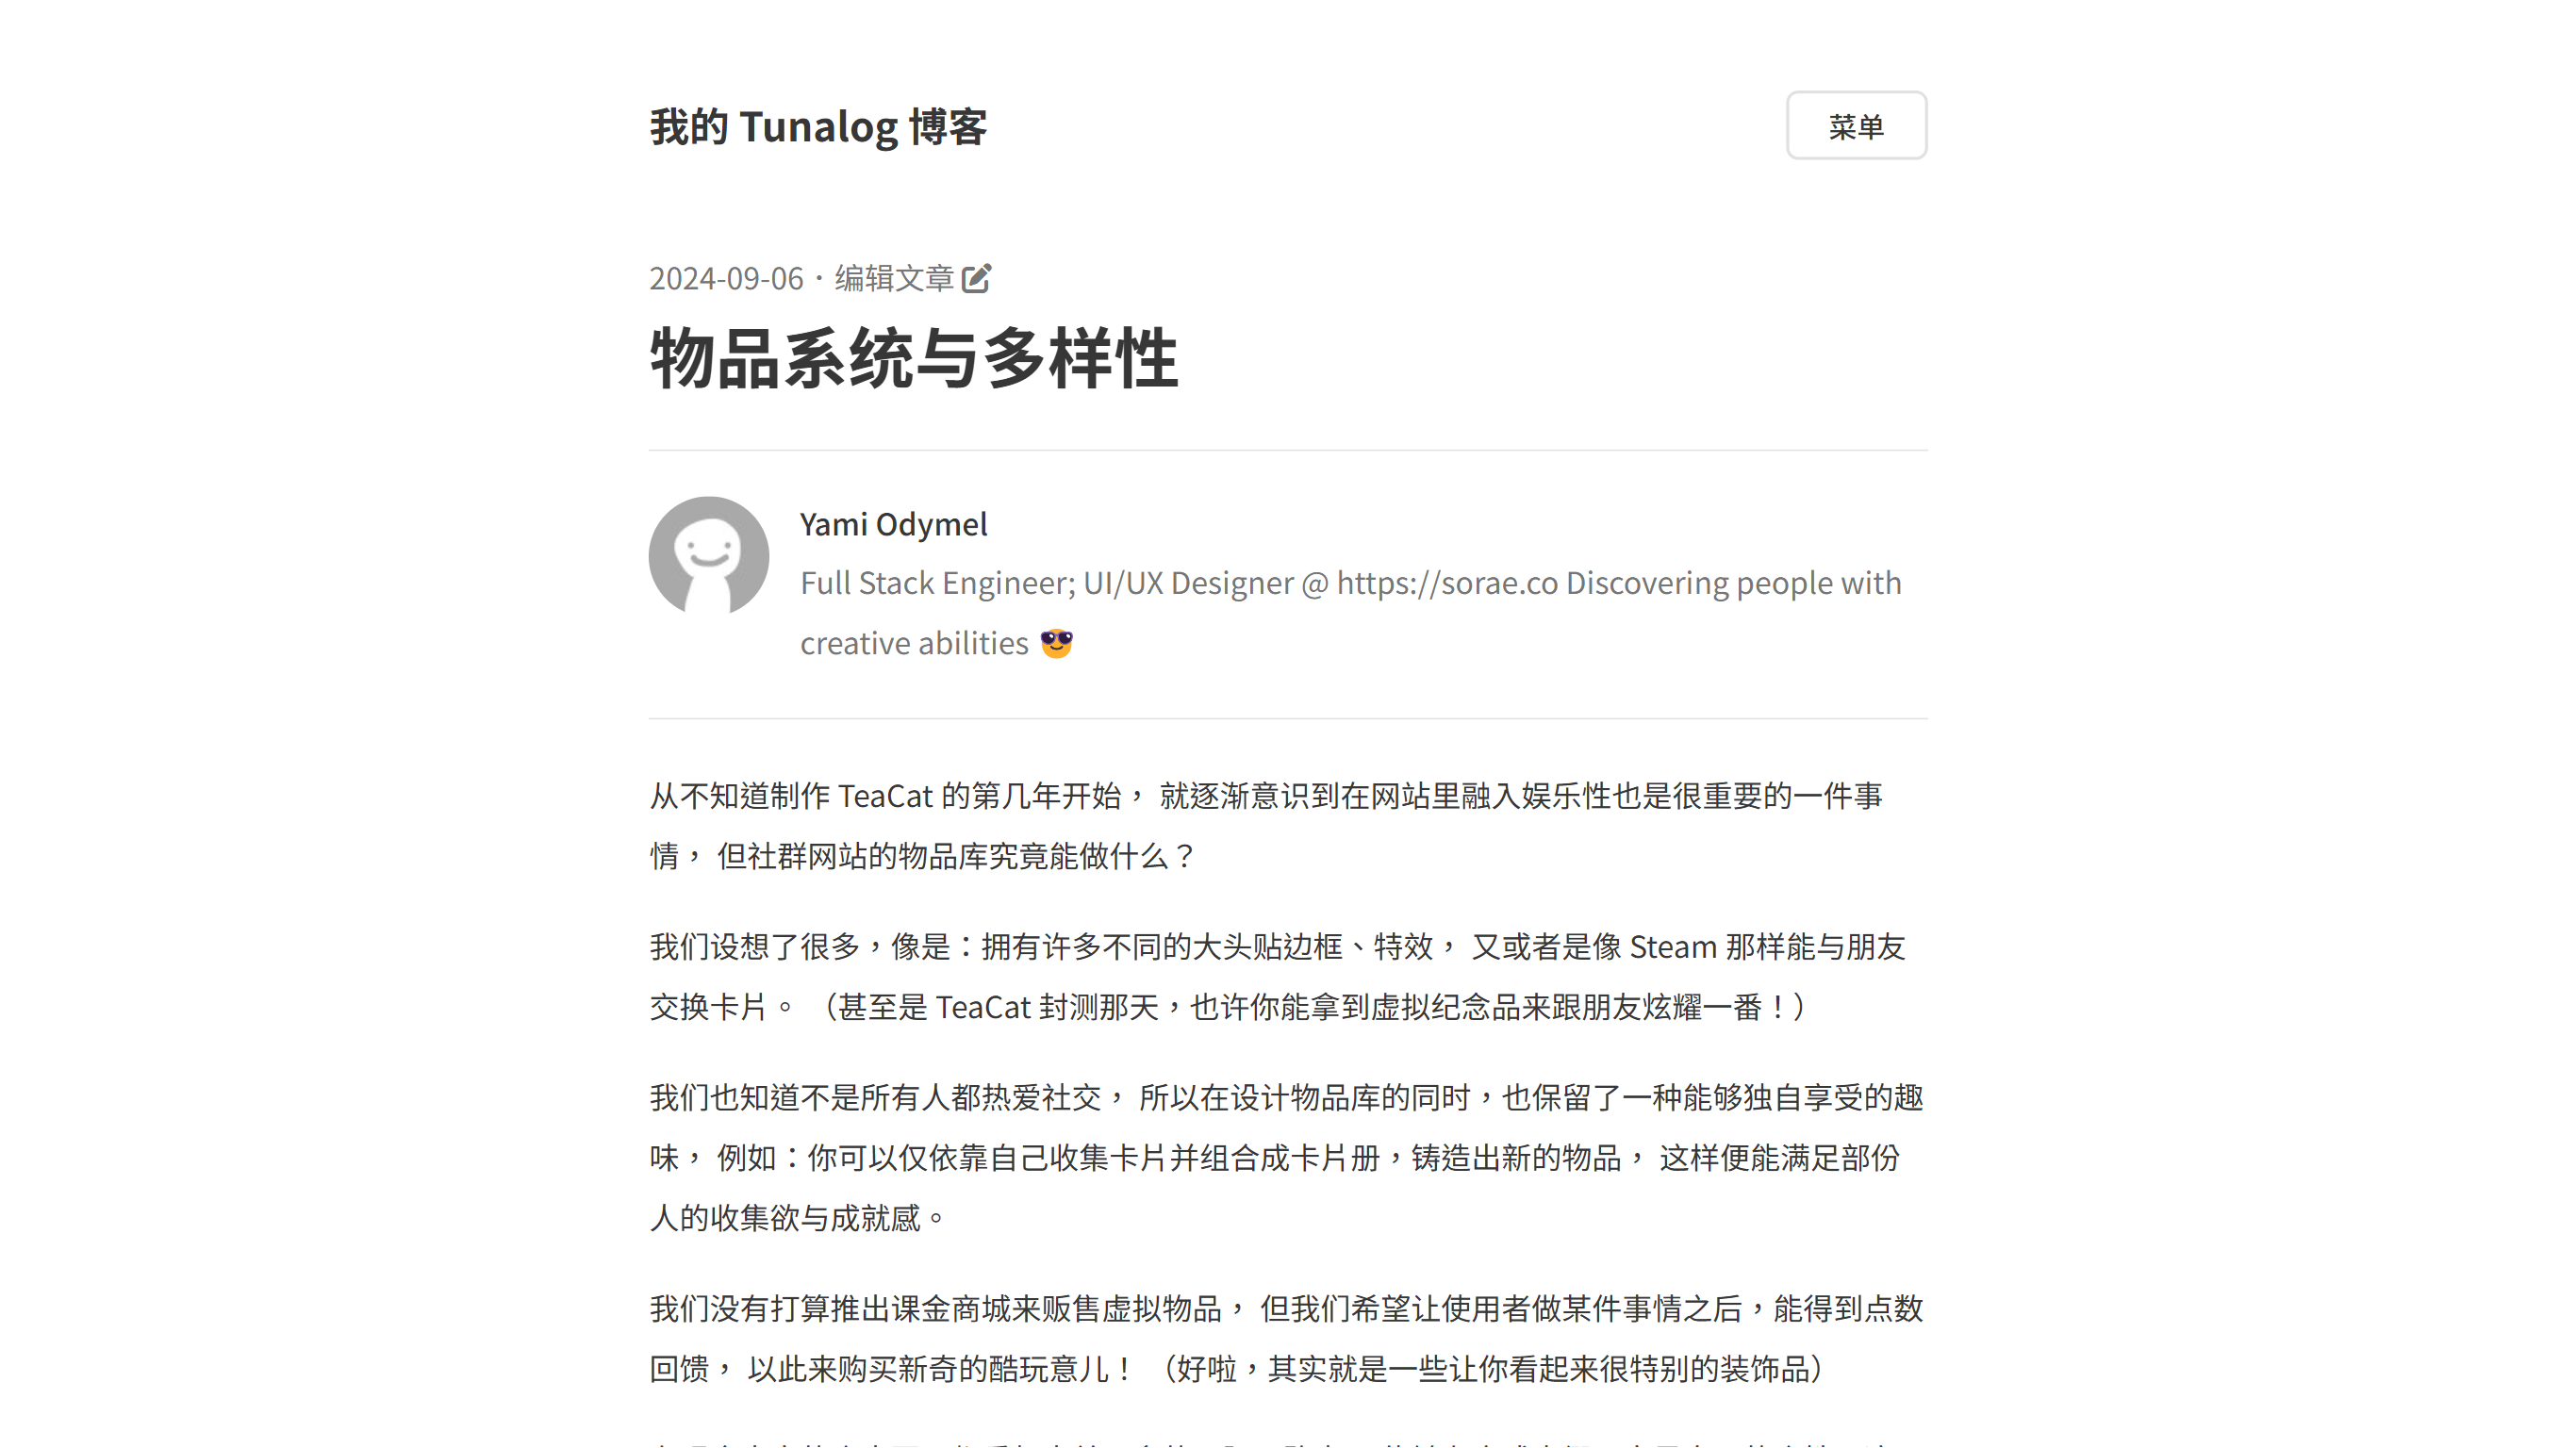 我的 Tunalog 博客
菜单
2024-09-06 · 编辑文章
物品系统与多样性
Yami Odymel
Full Stack Engineer; UI/UX Designer @ https://sorae.co Discovering people with
creative abilities 😎
从不知道制作 TeaCat 的第几年开始， 就逐渐意识到在网站里融入娱乐性也是很重要的一件事
情， 但社群网站的物品库究竟能做什么？
我们设想了很多，像是：拥有许多不同的大头贴边框、特效， 又或者是像 Steam 那样能与朋友
交换卡片。 （甚至是 TeaCat 封测那天，也许你能拿到虚拟纪念品来跟朋友炫耀一番！）
我们也知道不是所有人都热爱社交， 所以在设计物品库的同时，也保留了一种能够独自享受的趣
味， 例如：你可以仅依靠自己收集卡片并组合成卡片册，铸造出新的物品， 这样便能满足部份
人的收集欲与成就感。
我们没有打算推出课金商城来贩售虚拟物品， 但我们希望让使用者做某件事情之后，能得到点数
回馈， 以此来购买新奇的酷玩意儿！ （好啦，其实就是一些让你看起来很特别的装饰品）